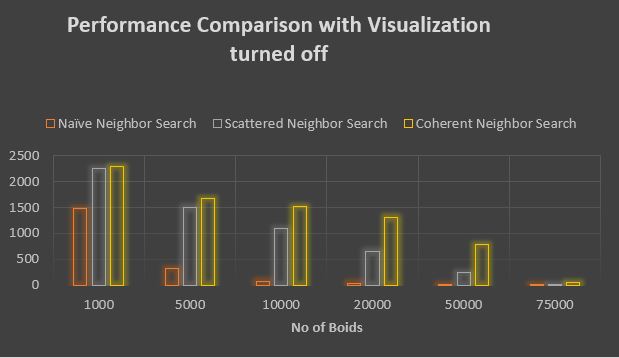 Performance Comparison with Visualization
turned off
Naïve Neighbor Search Scattered Neighbor Search Coherent Neighbor Search
2500
2000
1500
1000
500
0
1000 5000 10000 20000 50000 75000
No of Boids